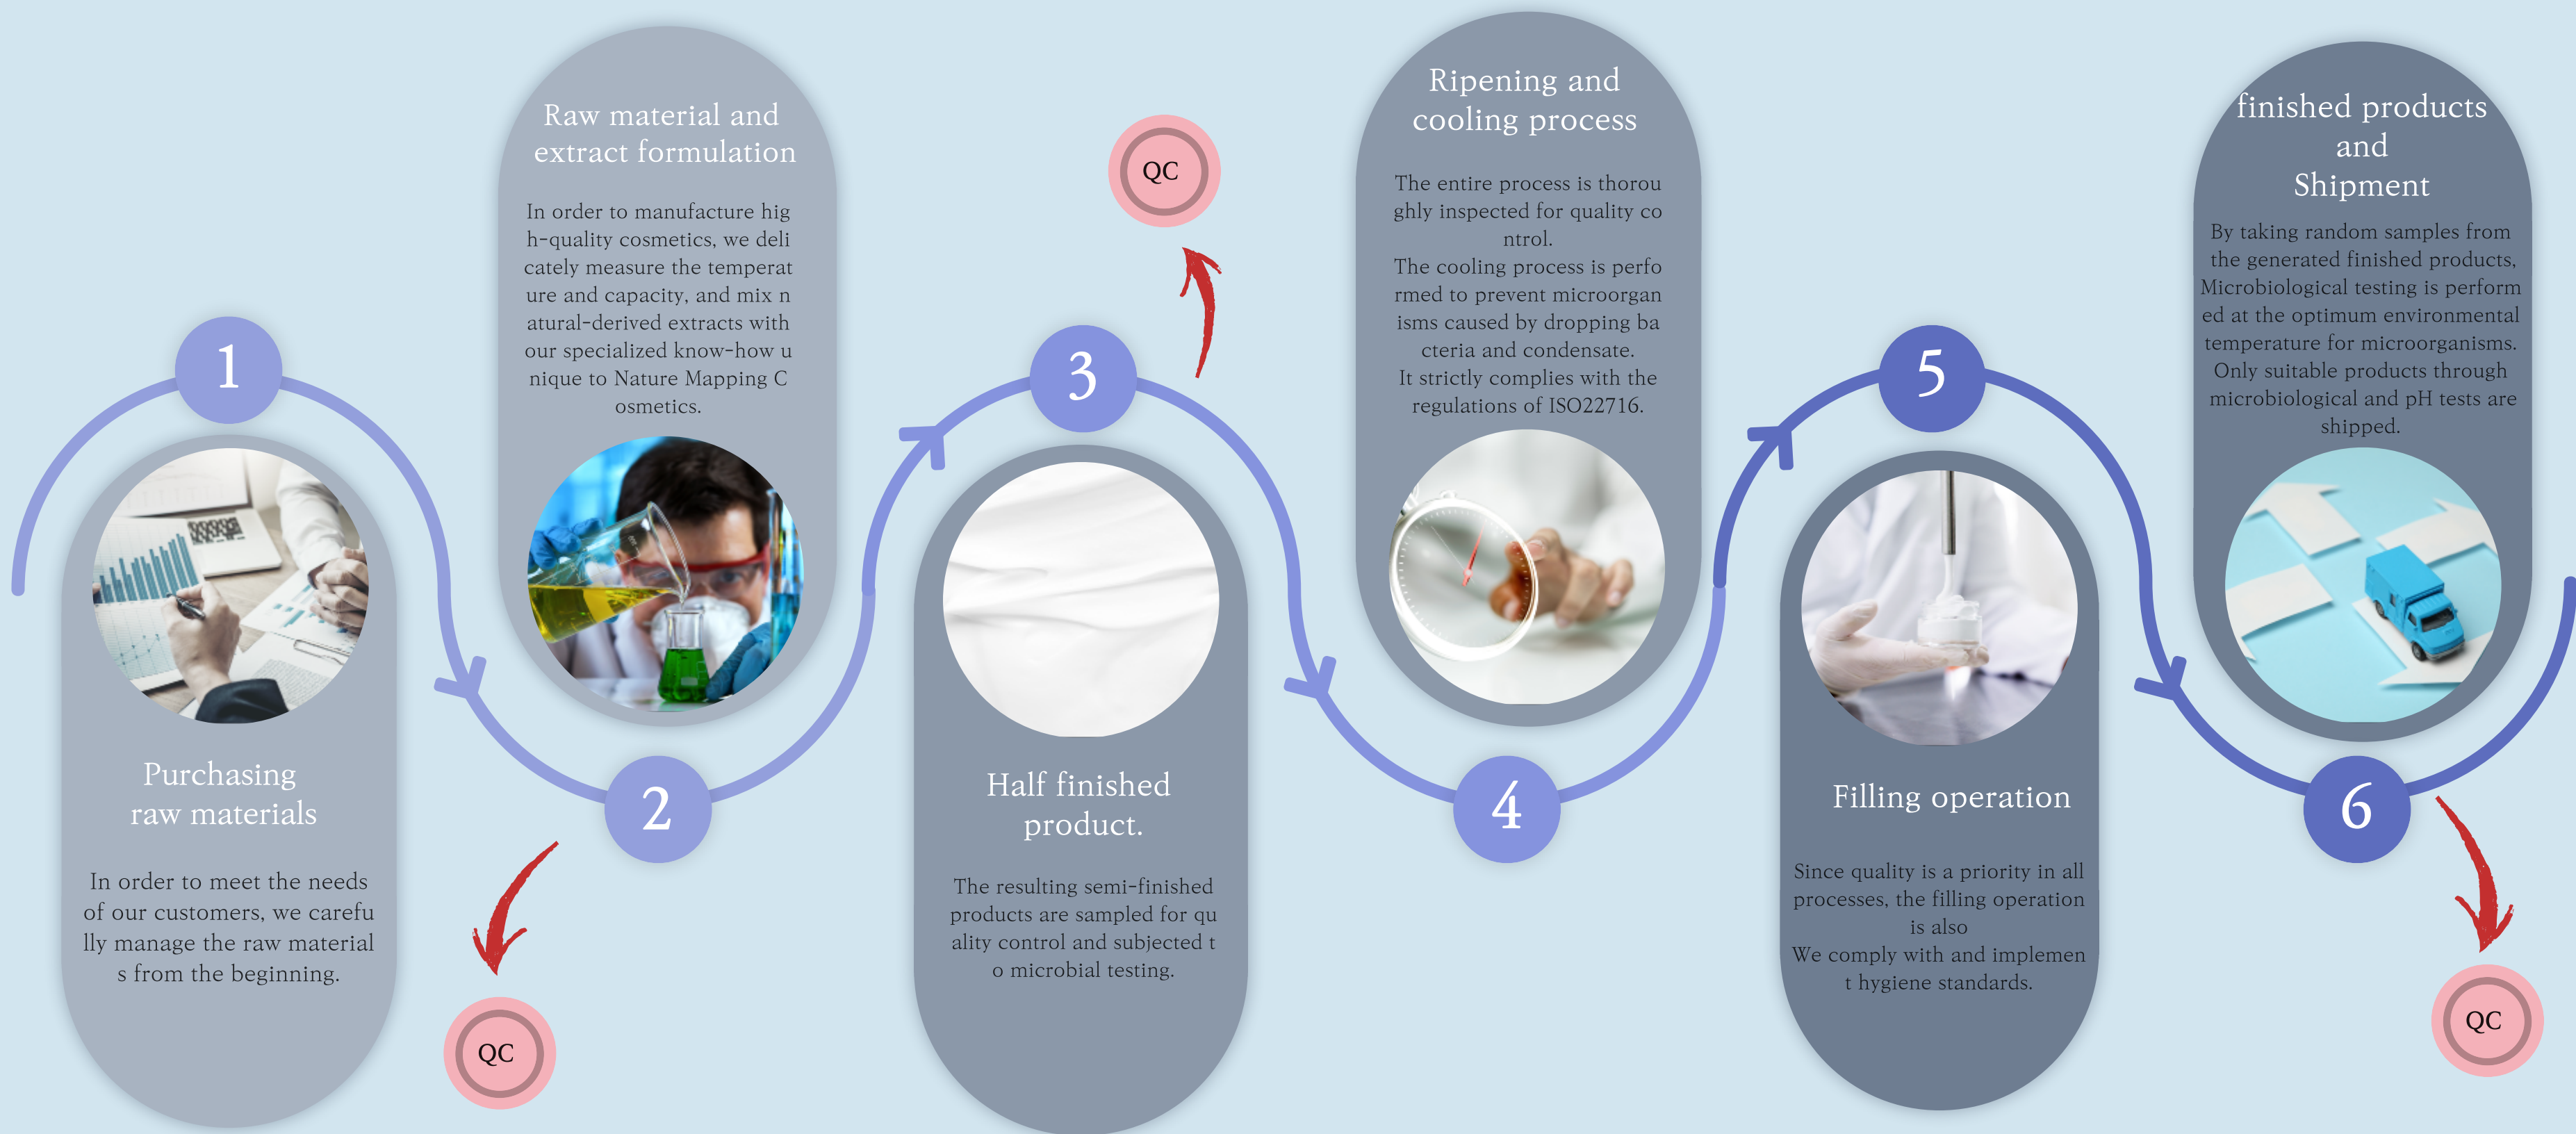 1
Purchasing
raw materials
In order to meet the needs
of our customers, we carefu
lly manage the raw material
s from the beginning.
Raw material and
extract formulation
In order to manufacture hig
h-quality cosmetics, we deli
cately measure the temperat
ure and capacity, and mix n
atural-derived extracts with
our specialized know-how u
nique to Nature Mapping C
osmetics.
2
QC
3
QC
Half finished
product.
The resulting semi-finished
products are sampled for qu
ality control and subjected t
o microbial testing.
Ripening and
cooling process
The entire process is thorou
ghly inspected for quality co
ntrol.
The cooling process is perfo
rmed to prevent microorgan
isms caused by dropping ba
cteria and condensate.
It strictly complies with the
regulations of ISO22716.
4
5
Filling operation
Since quality is a priority in all
processes, the filling operation
is also
We comply with and implemen
t hygiene standards.
finished products
and
Shipment
By taking random samples from
the generated finished products,
Microbiological testing is perform
ed at the optimum environmental
temperature for microorganisms.
Only suitable products through
microbiological and pH tests are
shipped.
6
QC